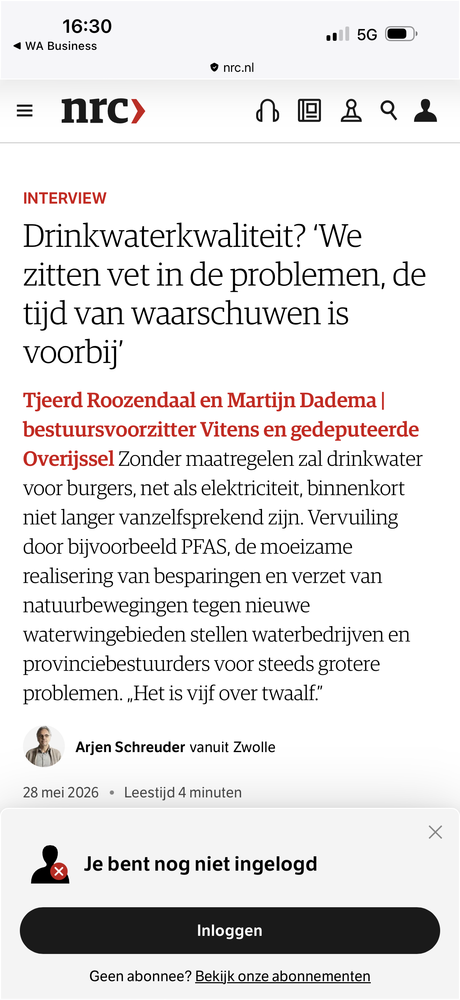 16:30
5G
◀ WA Business
nrc.nl
nrc
INTERVIEW
Drinkwaterkwaliteit? ‘We
zitten vet in de problemen, de
tijd van waarschuwen is
voorbij’
Tjeerd Roozendaal en Martijn Dadema |
bestuursvoorzitter Vitens en gedeputeerde
Overijssel Zonder maatregelen zal drinkwater
voor burgers, net als elektriciteit, binnenkort
niet langer vanzelfsprekend zijn. Vervuiling
door bijvoorbeeld PFAS, de moeizame
realisering van besparingen en verzet van
natuurbewegingen tegen nieuwe
waterwingebieden stellen waterbedrijven en
provinciebestuurders voor steeds grotere
problemen. „Het is vijf over twaalf.”
Arjen Schreuder vanuit Zwolle
28 mei 2026 • Leestijd 4 minuten
Je bent nog niet ingelogd
Inloggen
Geen abonnee? Bekijk onze abonnementen